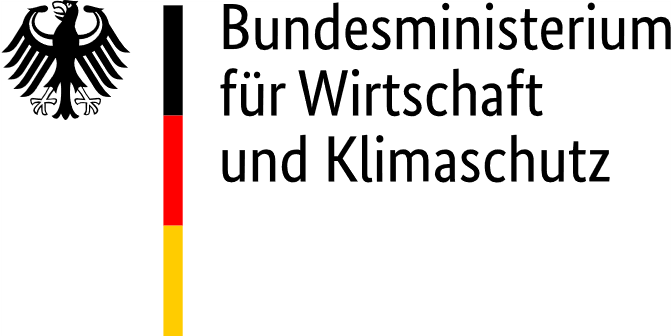 Bundesministerium
für Wirtschaft
und Klimaschutz